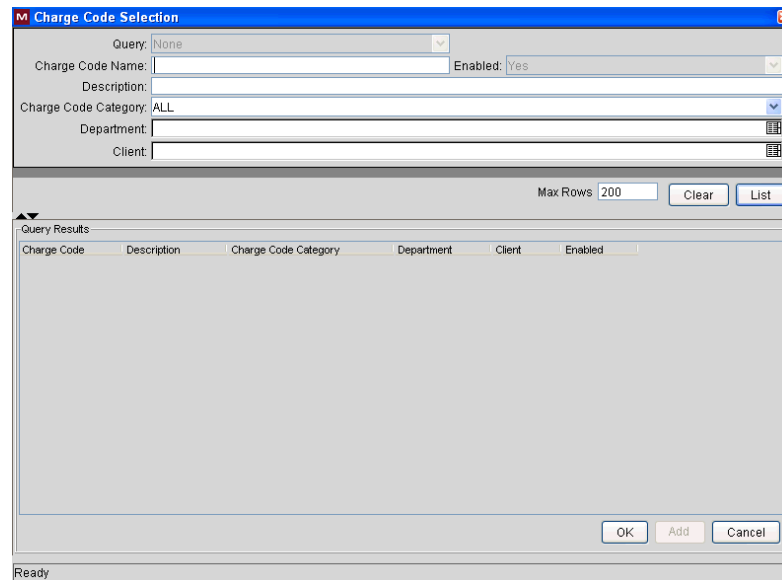 M Charge Code Selection
Query: None
Charge Code Name: Enabled: Yes
Description:
Charge Code Category: ALL
Department:
Client:
Max Rows 200 Clear List
Query Results
Charge Code Description Charge Code Category Department Client Enabled
OK Add Cancel
Ready